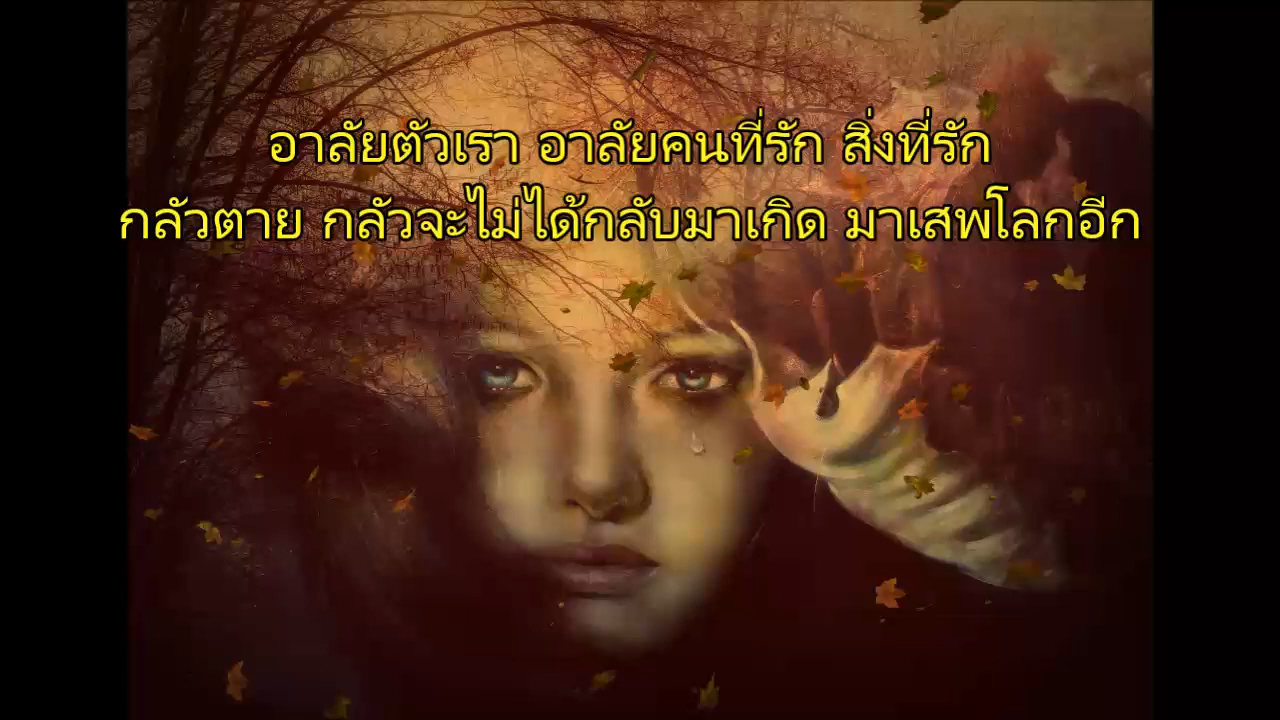 อาลัยตัวเรา อาลัยคนที่รัก สิ่งที่รัก
กลัวตาย กลัวจะไม่ได้กลับมาเกิด มาเสพโลกอีก